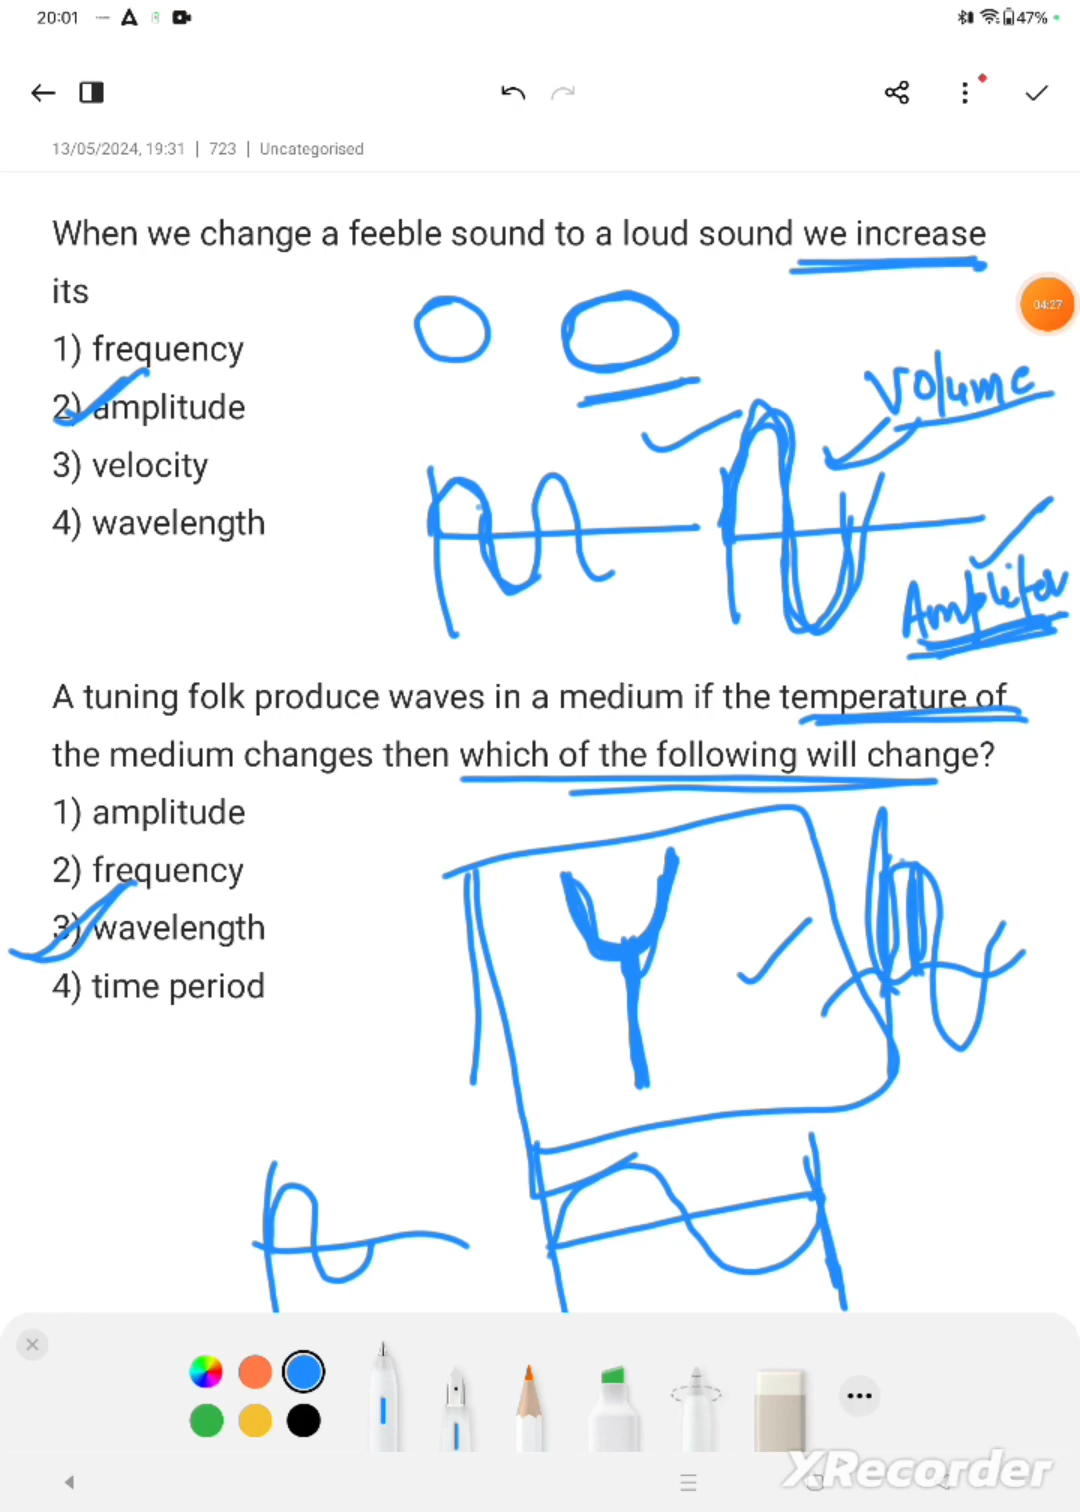 20:01
47%
13/05/2024, 19:31 | 723 | Uncategorised
When we change a feeble sound to a loud sound we increase
its
04:27
1) frequency
volume
2) amplitude
3) velocity
4) wavelength
A tuning folk produce waves in a medium if the temperature of
the medium changes then which of the following will change?
1) amplitude
2) frequency
3) wavelength
4) time period
XRecorder